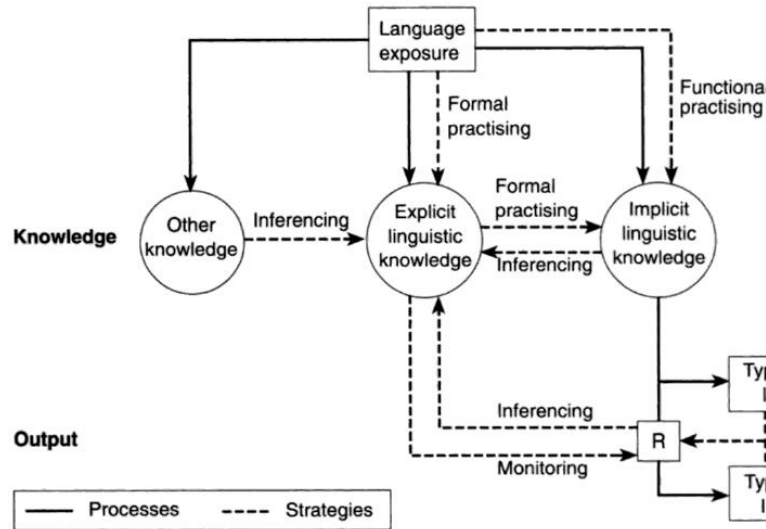 Language
exposure
Functional
practising
Formal
practising
Knowledge
Other
knowledge
Inferencing
Explicit
linguistic
knowledge
Formal
practising
Inferencing
Implicit
linguistic
knowledge
Output
Inferencing
Monitoring
R
Processes
Strategies